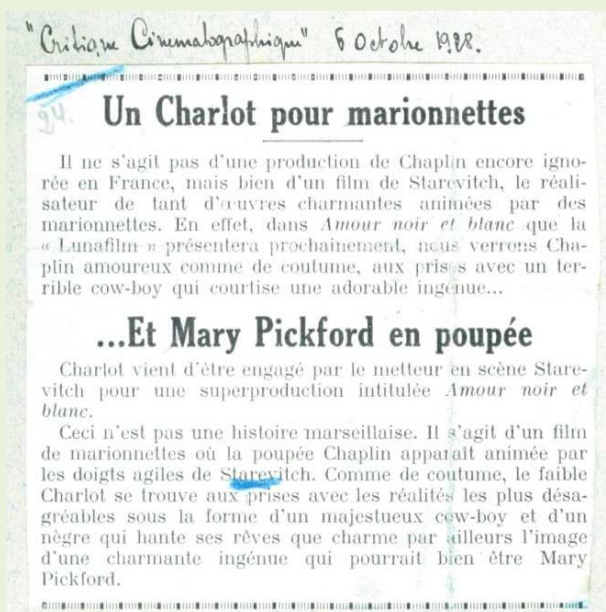 "Critique Cinematographique" 6 Octobre 1928.
24.
Un Charlot pour marionnettes
Il ne s'agit pas d'une production de Chaplin encore igno-
rée en France, mais bien d'un film de Starevitch, le réali-
sateur de tant d'œuvres charmantes animées par des
marionnettes. En effet, dans Amour noir et blanc que la
« Lunafilm » présentera prochainement, nous verrons Cha-
plin amoureux comme de coutume, aux prises avec un ter-
rible cow-boy qui courtise une adorable ingénue...
...Et Mary Pickford en poupée
Charlot vient d'être engagé par le metteur en scène Stare-
vitch pour une superproduction intitulée Amour noir et
blanc.
Ceci n'est pas une histoire marseillaise. Il s'agit d'un film
de marionnettes où la poupée Chaplin apparaît animée par
les doigts agiles de Starevitch. Comme de coutume, le faible
Charlot se trouve aux prises avec les réalités les plus désa-
gréables sous la forme d'un majestueux cow-boy et d'un
nègre qui hante ses rêves que charme par ailleurs l'image
d'une charmante ingénue qui pourrait bien être Mary
Pickford.